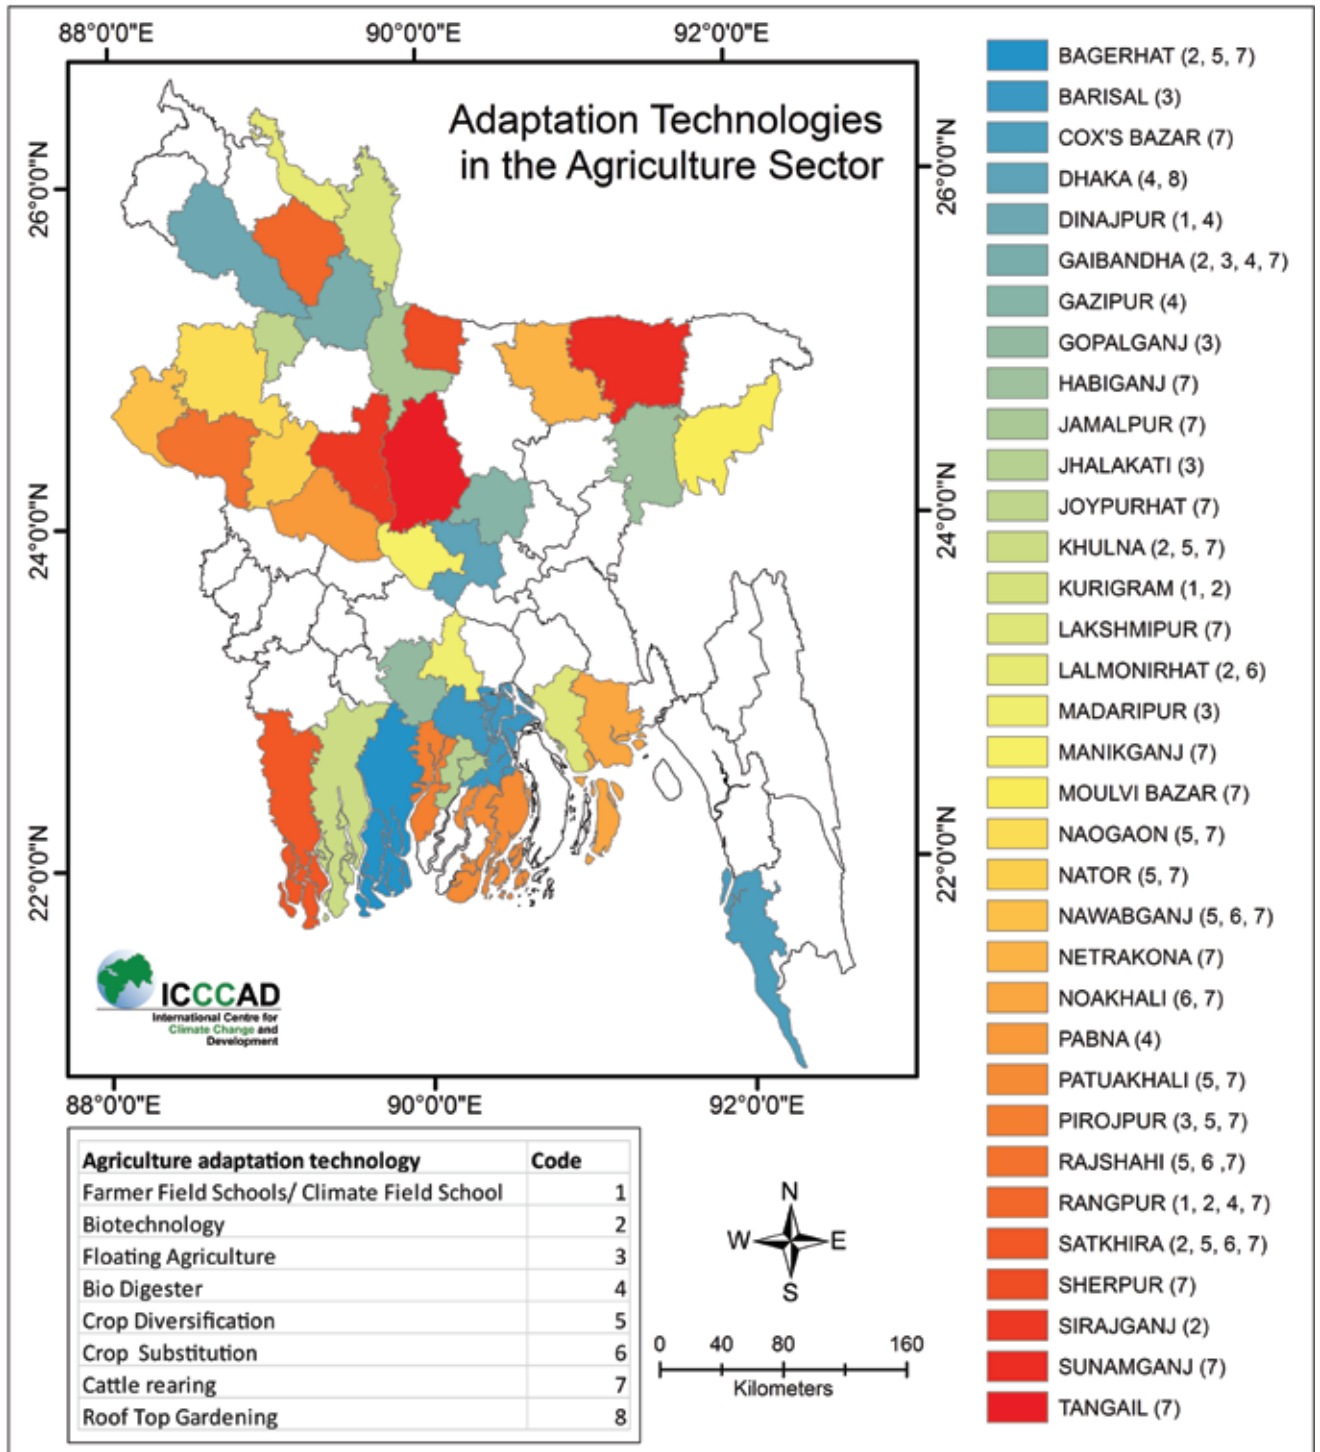 88°0'0"E 90°0'0"E 92°0'0"E
Adaptation Technologies
in the Agriculture Sector
26°0'0"N 26°0'0"N
24°0'0"N 24°0'0"N
22°0'0"N 22°0'0"N
ICCCAD
International Centre for
Climate Change and
Development
88°0'0"E 90°0'0"E 92°0'0"E
BAGERHAT (2, 5, 7)
BARISAL (3)
COX'S BAZAR (7)
DHAKA (4, 8)
DINAJPUR (1, 4)
GAIBANDHA (2, 3, 4, 7)
GAZIPUR (4)
GOPALGANJ (3)
HABIGANJ (7)
JAMALPUR (7)
JHALAKATI (3)
JOYPURHAT (7)
KHULNA (2, 5, 7)
KURIGRAM (1, 2)
LAKSHMIPUR (7)
LALMONIRHAT (2, 6)
MADARIPUR (3)
MANIKGANJ (7)
MOULVI BAZAR (7)
NAOGAON (5, 7)
NATOR (5, 7)
NAWABGANJ (5, 6, 7)
NETRAKONA (7)
NOAKHALI (6, 7)
PABNA (4)
PATUAKHALI (5, 7)
PIROJPUR (3, 5, 7)
RAJSHAHI (5, 6 ,7)
RANGPUR (1, 2, 4, 7)
SATKHIRA (2, 5, 6, 7)
SHERPUR (7)
SIRAJGANJ (2)
SUNAMGANJ (7)
TANGAIL (7)
Agriculture adaptation technology Code
Farmer Field Schools/ Climate Field School 1
Biotechnology 2
Floating Agriculture 3
Bio Digester 4
Crop Diversification 5
Crop Substitution 6
Cattle rearing 7
Roof Top Gardening 8
N
W E
S
0 40 80 160
Kilometers